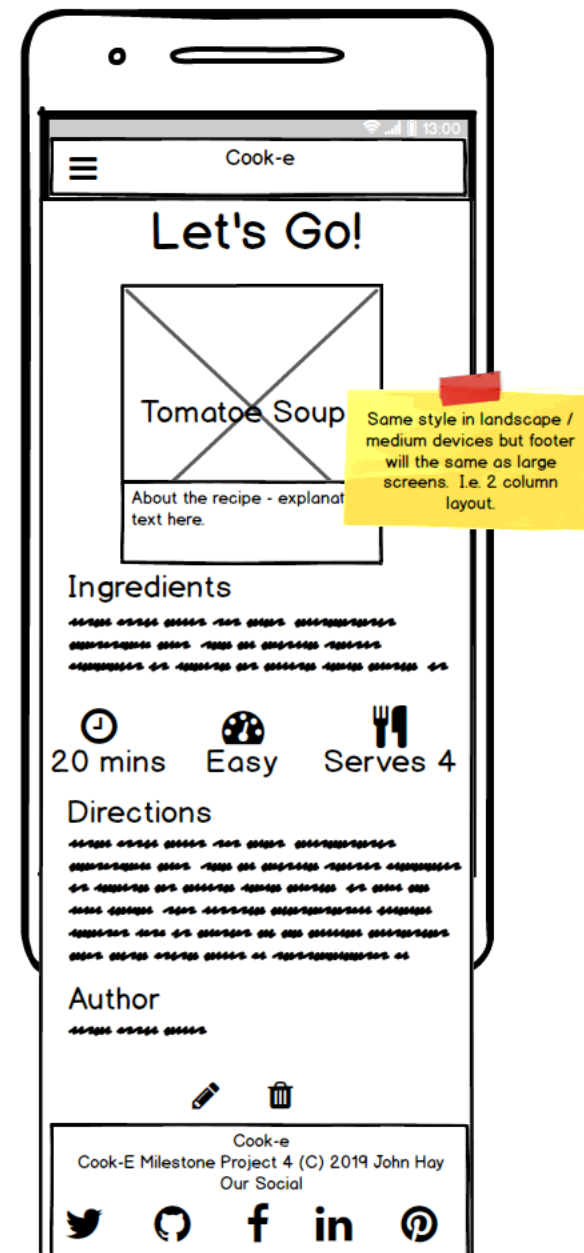 13:00
Cook-e
Let's Go!
Tomatoe Soup
About the recipe - explanat
text here.
Same style in landscape /
medium devices but footer
will the same as large
screens. I.e. 2 column
layout.
Ingredients
20 mins
Easy
Serves 4
Directions
Author
Cook-e
Cook-E Milestone Project 4 (C) 2019 John Hay
Our Social